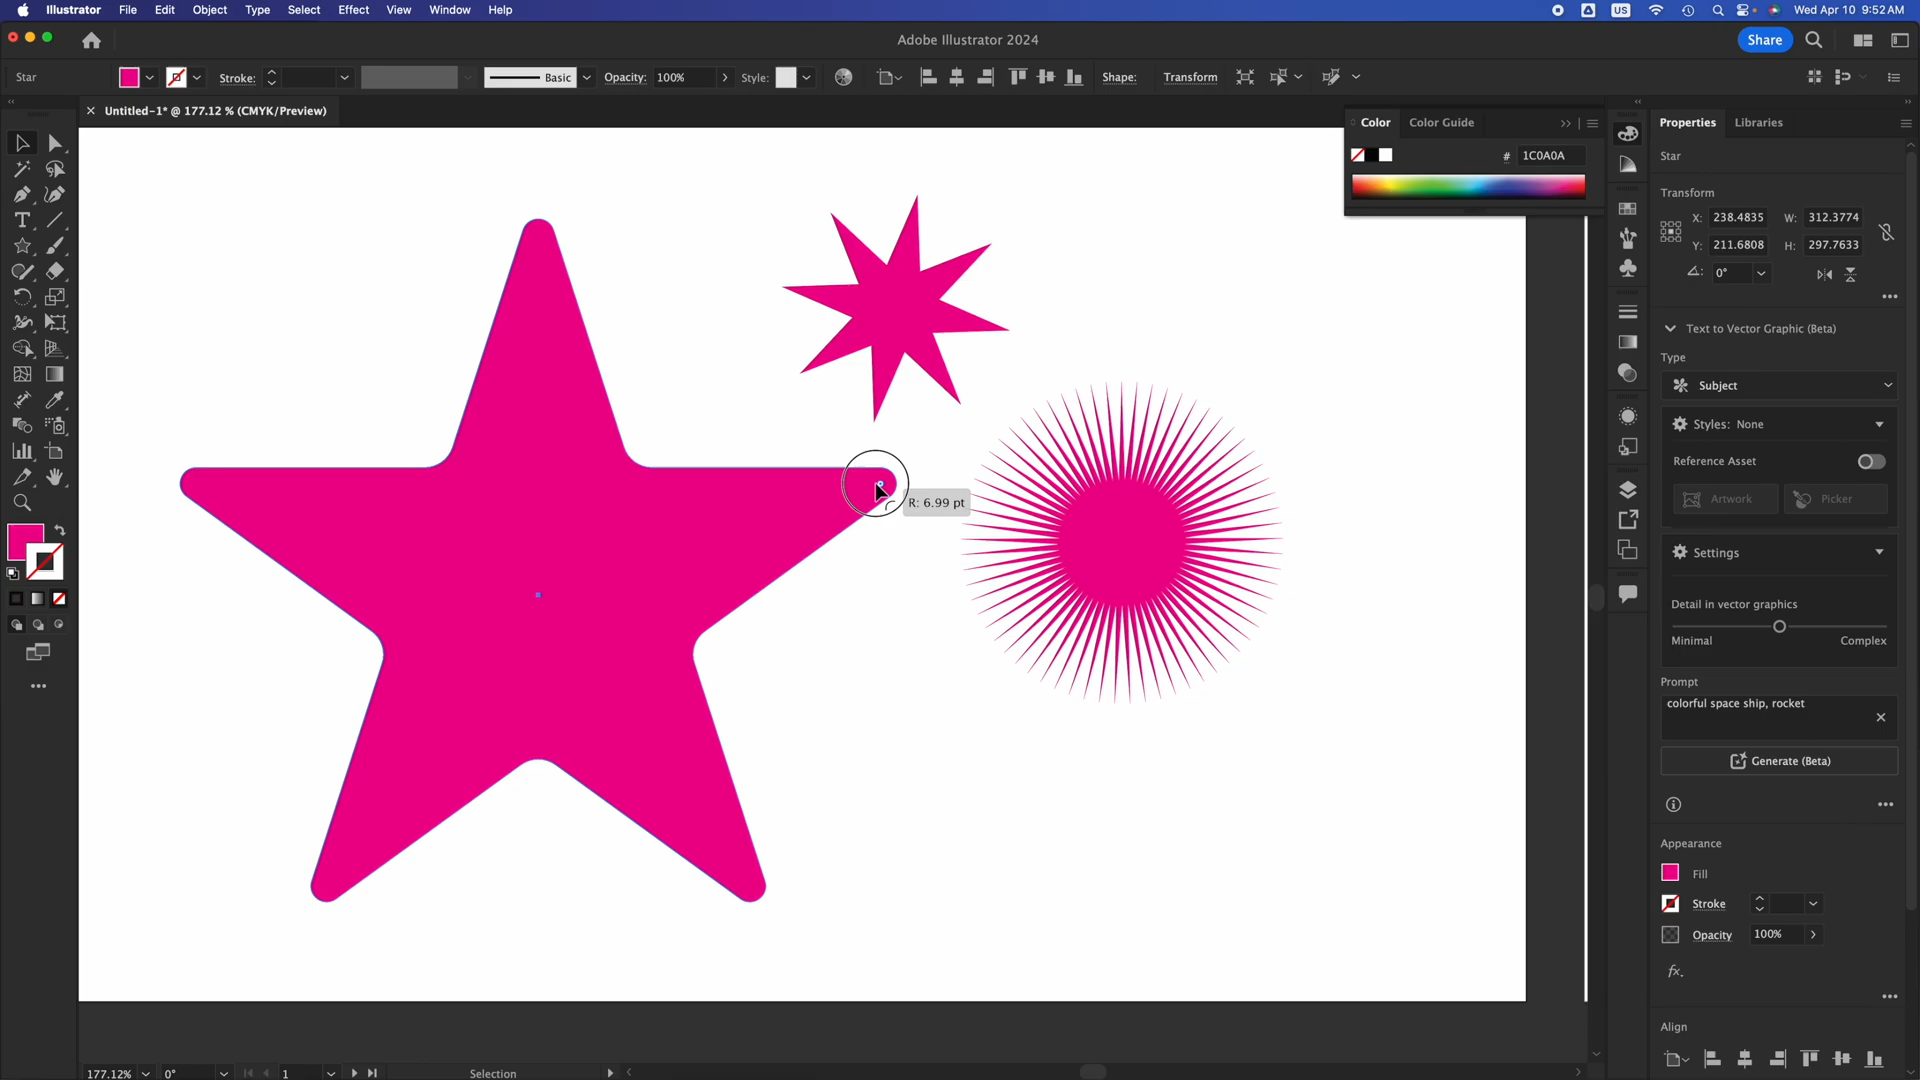 Illustrator File Edit Object Type Select Effect View Window Help US Wed Apr 10 9:52 AM
Adobe Illustrator 2024 Share
Star Stroke: Basic Opacity: 100% Style: Shape: Transform
Untitled-1* @ 177.12 % (CMYK/Preview)
Color Color Guide
# 1C0A0A
Properties Libraries
Star
Transform
X: 238.4835 W: 312.3774
Y: 211.6808 H: 297.7633
0°
Text to Vector Graphic (Beta)
Type
Subject
Styles: None
Reference Asset
Artwork Picker
R: 6.99 pt
Settings
Detail in vector graphics
Minimal Complex
Prompt
colorful space ship, rocket
Generate (Beta)
Appearance
Fill
Stroke
Opacity 100%
fx.
Align
177.12% 0° 1 Selection